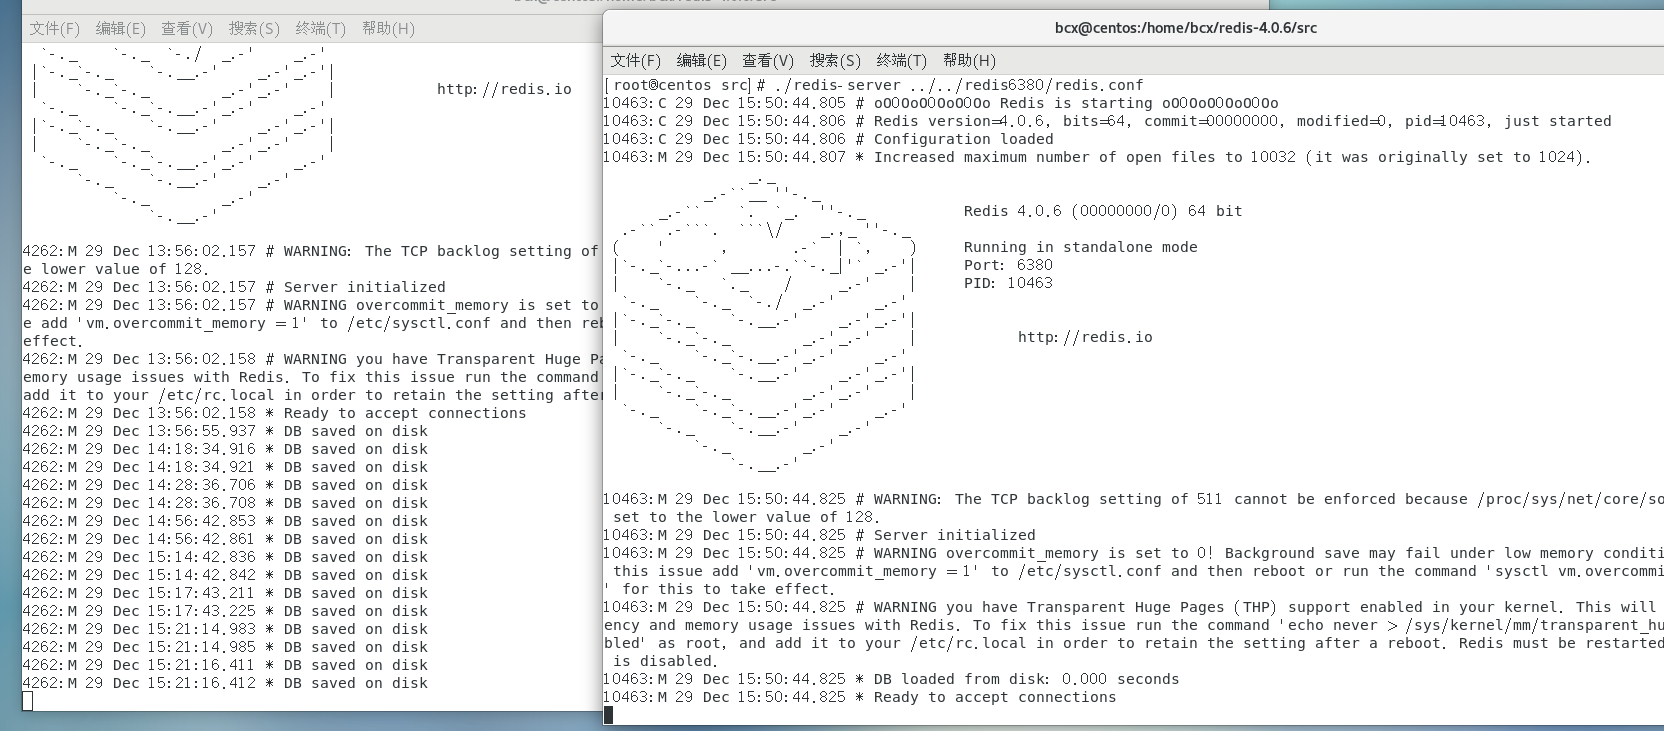 文件(F) 编辑(E) 查看(V) 搜索(S) 终端(T) 帮助(H)
http://redis.io
4262:M 29 Dec 13:56:02.157 # WARNING: The TCP backlog setting of
e lower value of 128.
4262:M 29 Dec 13:56:02.157 # Server initialized
4262:M 29 Dec 13:56:02.157 # WARNING overcommit_memory is set to
e add 'vm.overcommit_memory = 1' to /etc/sysctl.conf and then reb
effect.
4262:M 29 Dec 13:56:02.158 # WARNING you have Transparent Huge Pa
emory usage issues with Redis. To fix this issue run the command
add it to your /etc/rc.local in order to retain the setting after
4262:M 29 Dec 13:56:02.158 * Ready to accept connections
4262:M 29 Dec 13:56:55.937 * DB saved on disk
4262:M 29 Dec 14:18:34.916 * DB saved on disk
4262:M 29 Dec 14:18:34.921 * DB saved on disk
4262:M 29 Dec 14:28:36.706 * DB saved on disk
4262:M 29 Dec 14:28:36.708 * DB saved on disk
4262:M 29 Dec 14:56:42.853 * DB saved on disk
4262:M 29 Dec 14:56:42.861 * DB saved on disk
4262:M 29 Dec 15:14:42.836 * DB saved on disk
4262:M 29 Dec 15:14:42.842 * DB saved on disk
4262:M 29 Dec 15:17:43.211 * DB saved on disk
4262:M 29 Dec 15:17:43.225 * DB saved on disk
4262:M 29 Dec 15:21:14.983 * DB saved on disk
4262:M 29 Dec 15:21:14.985 * DB saved on disk
4262:M 29 Dec 15:21:16.411 * DB saved on disk
4262:M 29 Dec 15:21:16.412 * DB saved on disk
bcx@centos:/home/bcx/redis-4.0.6/src
文件(F) 编辑(E) 查看(V) 搜索(S) 终端(T) 帮助(H)
[root@centos src]# ./redis-server ../../redis6380/redis.conf
10463:C 29 Dec 15:50:44.805 # oO0OoO0OoO0Oo Redis is starting oO0OoO0OoO0Oo
10463:C 29 Dec 15:50:44.806 # Redis version=4.0.6, bits=64, commit=00000000, modified=0, pid=10463, just started
10463:C 29 Dec 15:50:44.806 # Configuration loaded
10463:M 29 Dec 15:50:44.807 * Increased maximum number of open files to 10032 (it was originally set to 1024).
Redis 4.0.6 (00000000/0) 64 bit
Running in standalone mode
Port: 6380
PID: 10463
http://redis.io
10463:M 29 Dec 15:50:44.825 # WARNING: The TCP backlog setting of 511 cannot be enforced because /proc/sys/net/core/so
set to the lower value of 128.
10463:M 29 Dec 15:50:44.825 # Server initialized
10463:M 29 Dec 15:50:44.825 # WARNING overcommit_memory is set to 0! Background save may fail under low memory conditi
this issue add 'vm.overcommit_memory = 1' to /etc/sysctl.conf and then reboot or run the command 'sysctl vm.overcommi
' for this to take effect.
10463:M 29 Dec 15:50:44.825 # WARNING you have Transparent Huge Pages (THP) support enabled in your kernel. This will
ency and memory usage issues with Redis. To fix this issue run the command 'echo never > /sys/kernel/mm/transparent_hu
bled' as root, and add it to your /etc/rc.local in order to retain the setting after a reboot. Redis must be restarted
is disabled.
10463:M 29 Dec 15:50:44.825 * DB loaded from disk: 0.000 seconds
10463:M 29 Dec 15:50:44.825 * Ready to accept connections